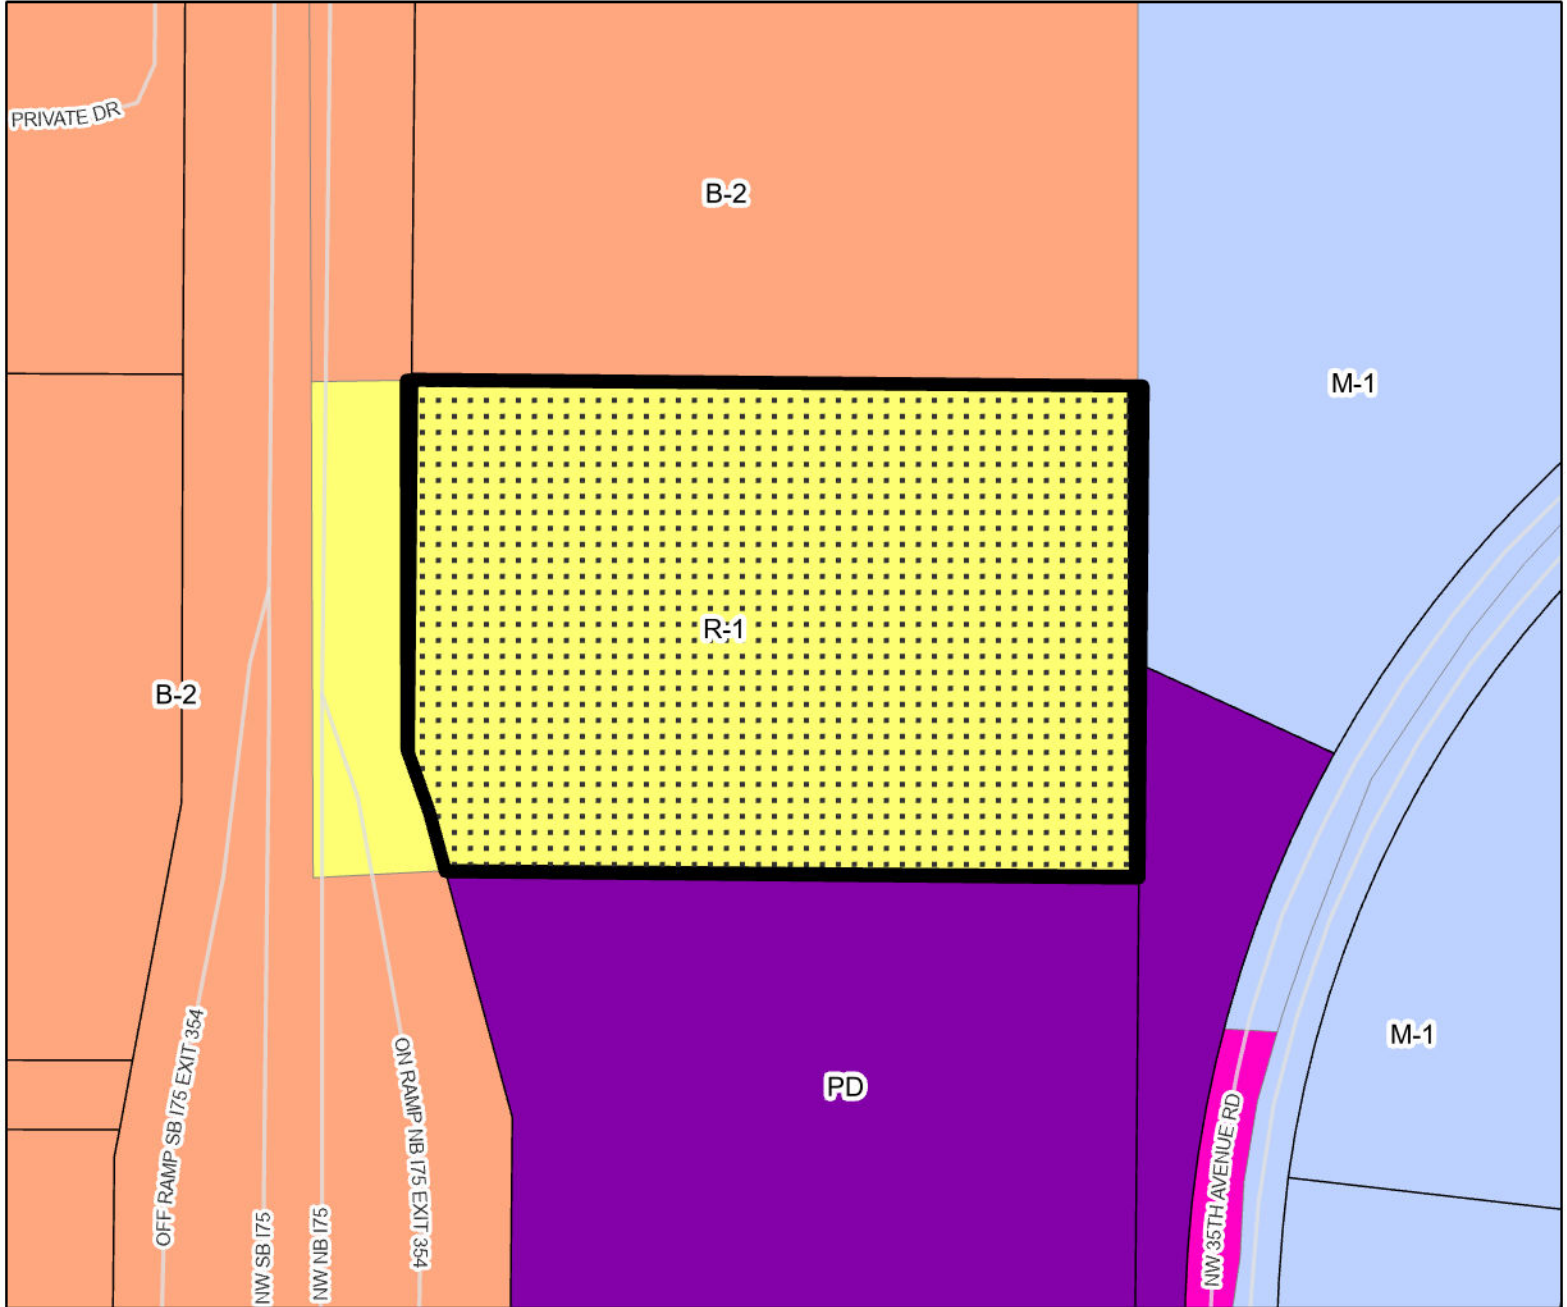 PRIVATE DR
B-2
M-1
R-1
B-2
OFF RAMP SB I75 EXIT 354
NW SB I75
NW NB I75
ON RAMP NB I75 EXIT 354
PD
M-1
NW 35TH AVENUE RD